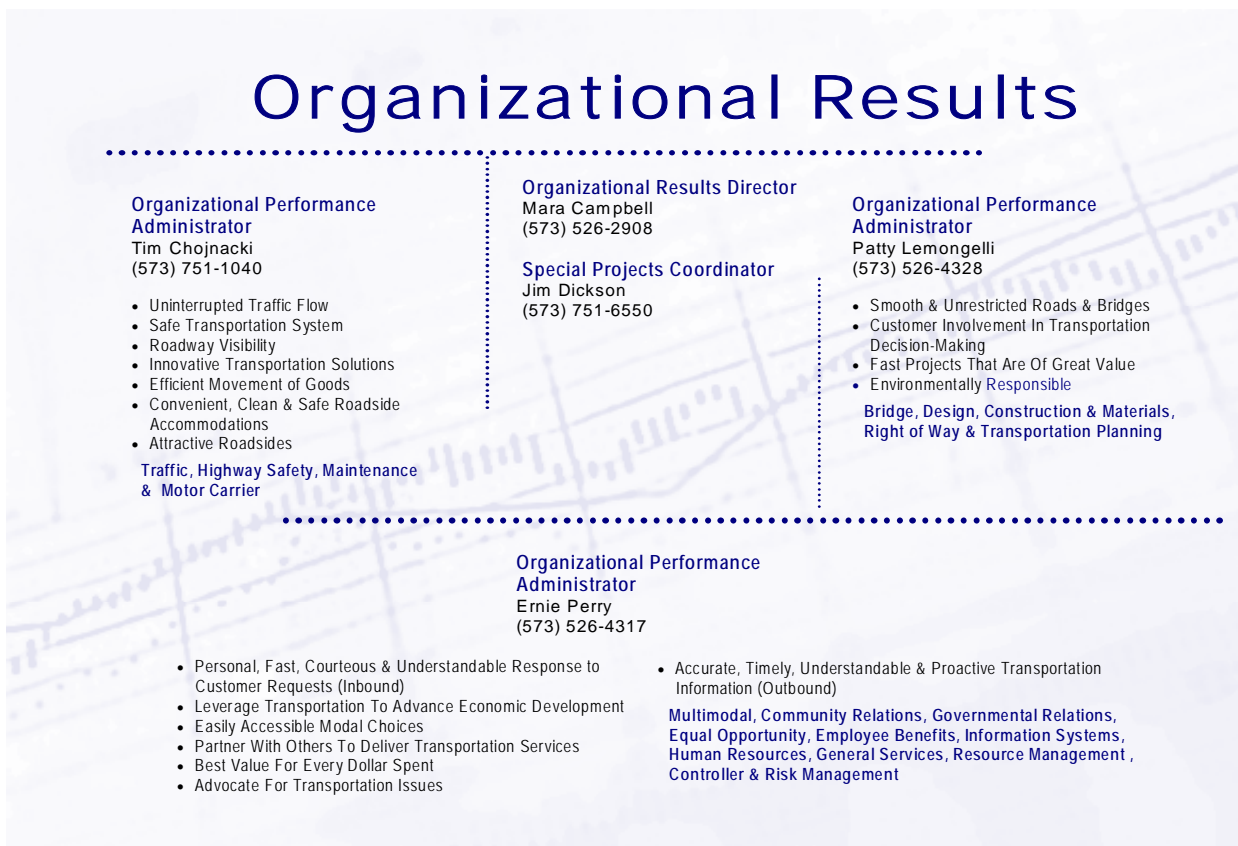 Organizational Results
Organizational Performance
Administrator
Tim Chojnacki
(573) 751-1040
• Uninterrupted Traffic Flow
• Safe Transportation System
• Roadway Visibility
• Innovative Transportation Solutions
• Efficient Movement of Goods
• Convenient, Clean & Safe Roadside
Accommodations
• Attractive Roadsides
Traffic, Highway Safety, Maintenance
& Motor Carrier
Organizational Results Director
Mara Campbell
(573) 526-2908
Special Projects Coordinator
Jim Dickson
(573) 751-6550
Organizational Performance
Administrator
Patty Lemongelli
(573) 526-4328
• Smooth & Unrestricted Roads & Bridges
• Customer Involvement In Transportation
Decision-Making
• Fast Projects That Are Of Great Value
• Environmentally Responsible
Bridge, Design, Construction & Materials,
Right of Way & Transportation Planning
Organizational Performance
Administrator
Ernie Perry
(573) 526-4317
• Personal, Fast, Courteous & Understandable Response to
Customer Requests (Inbound)
• Leverage Transportation To Advance Economic Development
• Easily Accessible Modal Choices
• Partner With Others To Deliver Transportation Services
• Best Value For Every Dollar Spent
• Advocate For Transportation Issues
• Accurate, Timely, Understandable & Proactive Transportation
Information (Outbound)
Multimodal, Community Relations, Governmental Relations,
Equal Opportunity, Employee Benefits, Information Systems,
Human Resources, General Services, Resource Management ,
Controller & Risk Management